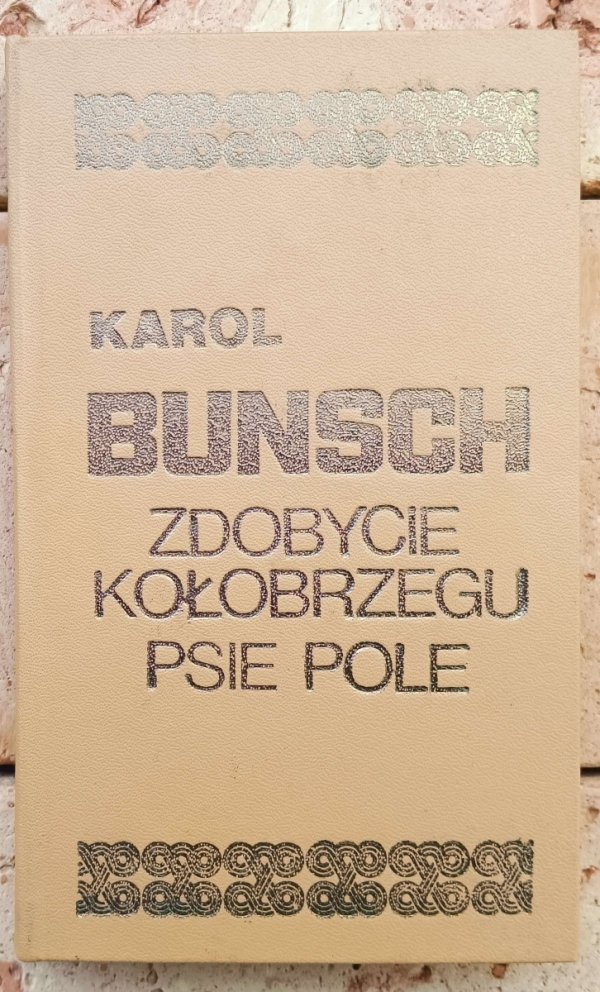 KAROL
BUNSCH
ZDOBYCIE
KOŁOBRZEGU
PSIE POLE